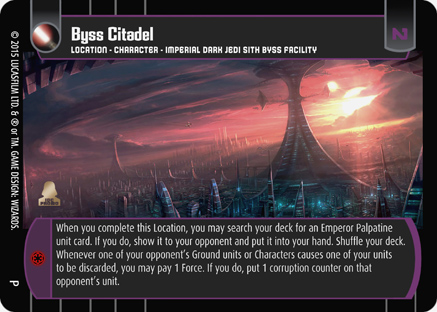 Byss Citadel
LOCATION - CHARACTER - IMPERIAL DARK JEDI SITH BYSS FACILITY
N
© 2015 LUCASFILM LTD. & ® or TM. GAME DESIGN: WIZARDS.
When you complete this Location, you may search your deck for an Emperor Palpatine
unit card. If you do, show it to your opponent and put it into your hand. Shuffle your deck.
Whenever one of your opponent's Ground units or Characters causes one of your units
to be discarded, you may pay 1 Force. If you do, put 1 corruption counter on that
opponent's unit.
P